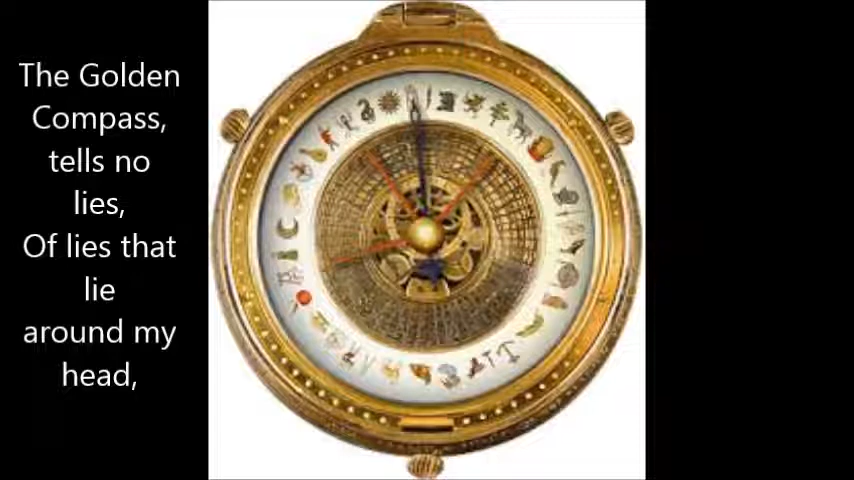 The Golden
Compass,
tells no
lies,
Of lies that
lie
around my
head,